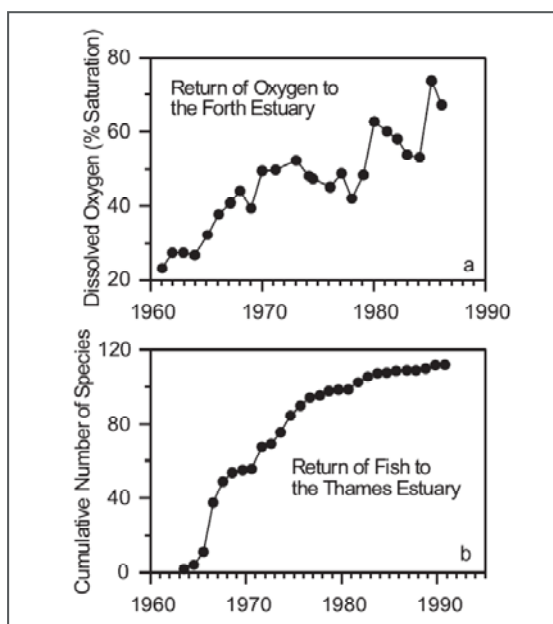 80
60
40
20
Dissolved Oxygen (% Saturation)
Return of Oxygen to
the Forth Estuary
a
1960
1970
1980
1990
120
80
40
0
Cumulative Number of Species
Return of Fish to
the Thames Estuary
b
1960
1970
1980
1990